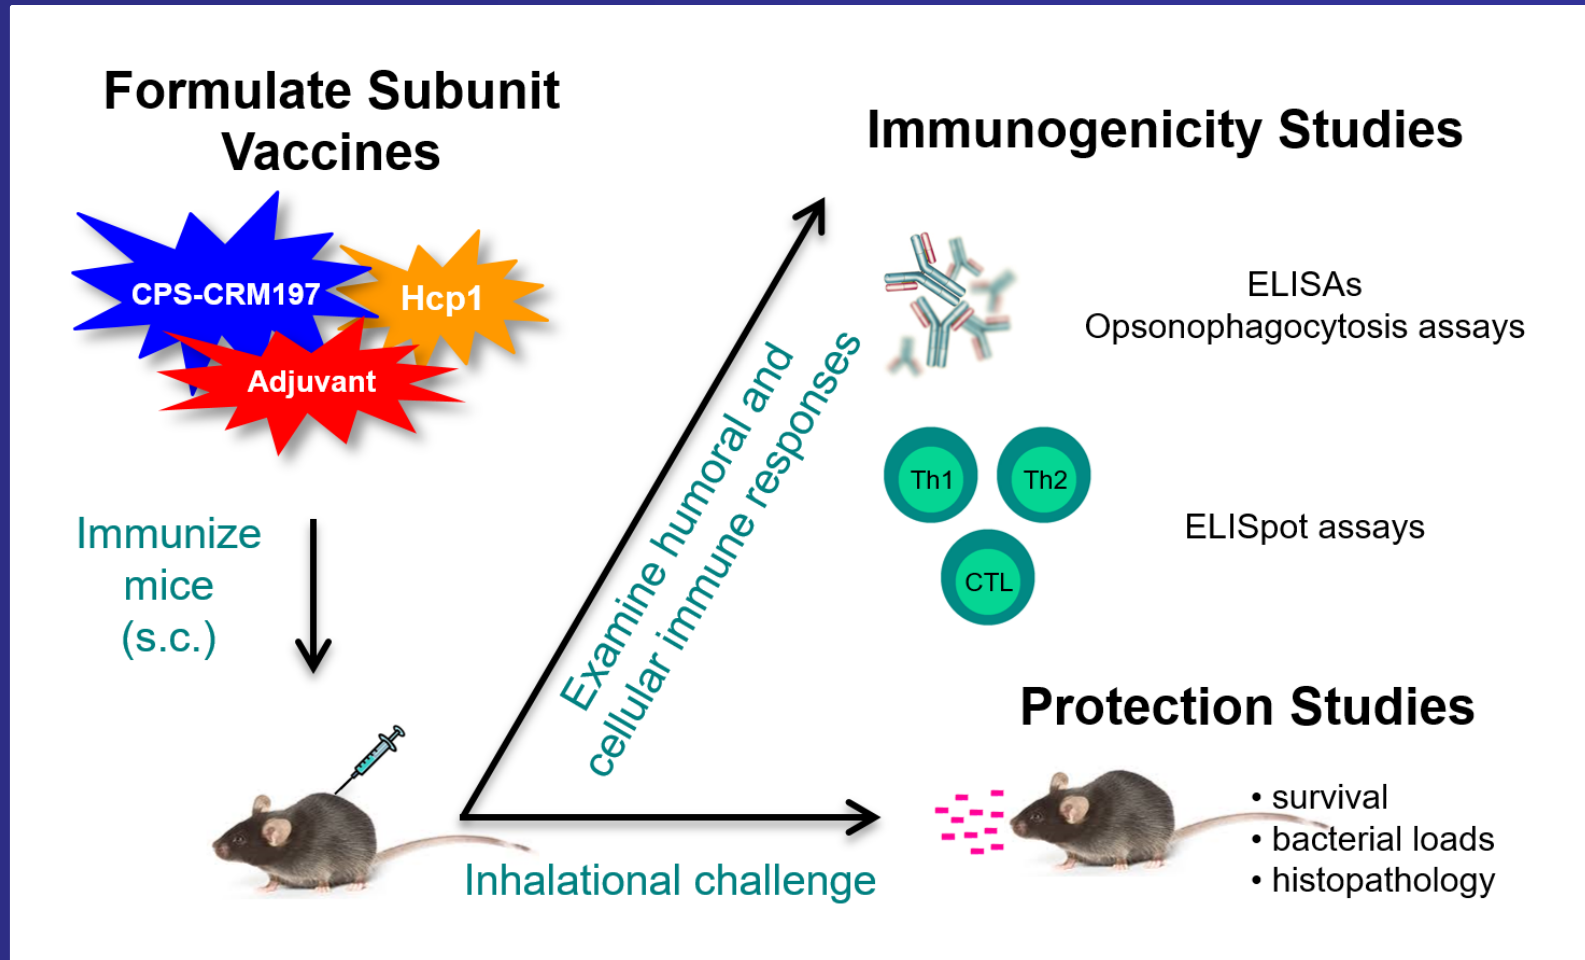 Formulate Subunit
Vaccines
CPS-CRM197
Hcp1
Adjuvant
Immunize
mice
(s.c.)
Examine humoral and
cellular immune responses
Inhalational challenge
Immunogenicity Studies
ELISAs
Opsonophagocytosis assays
Th1
Th2
CTL
ELISpot assays
Protection Studies
• survival
• bacterial loads
• histopathology